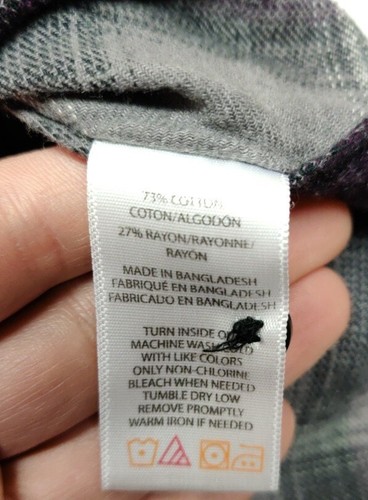 73% COTTON
COTON/ALGODÓN
27% RAYON/RAYONNE/
RAYÓN
MADE IN BANGLADESH
FABRIQUÉ EN BANGLADESH
FABRICADO EN BANGLADESH
TURN INSIDE
MACHINE WASH COLD
WITH LIKE COLORS
ONLY NON-CHLORINE
BLEACH WHEN NEEDED
TUMBLE DRY LOW
REMOVE PROMPTLY
WARM IRON IF NEEDED